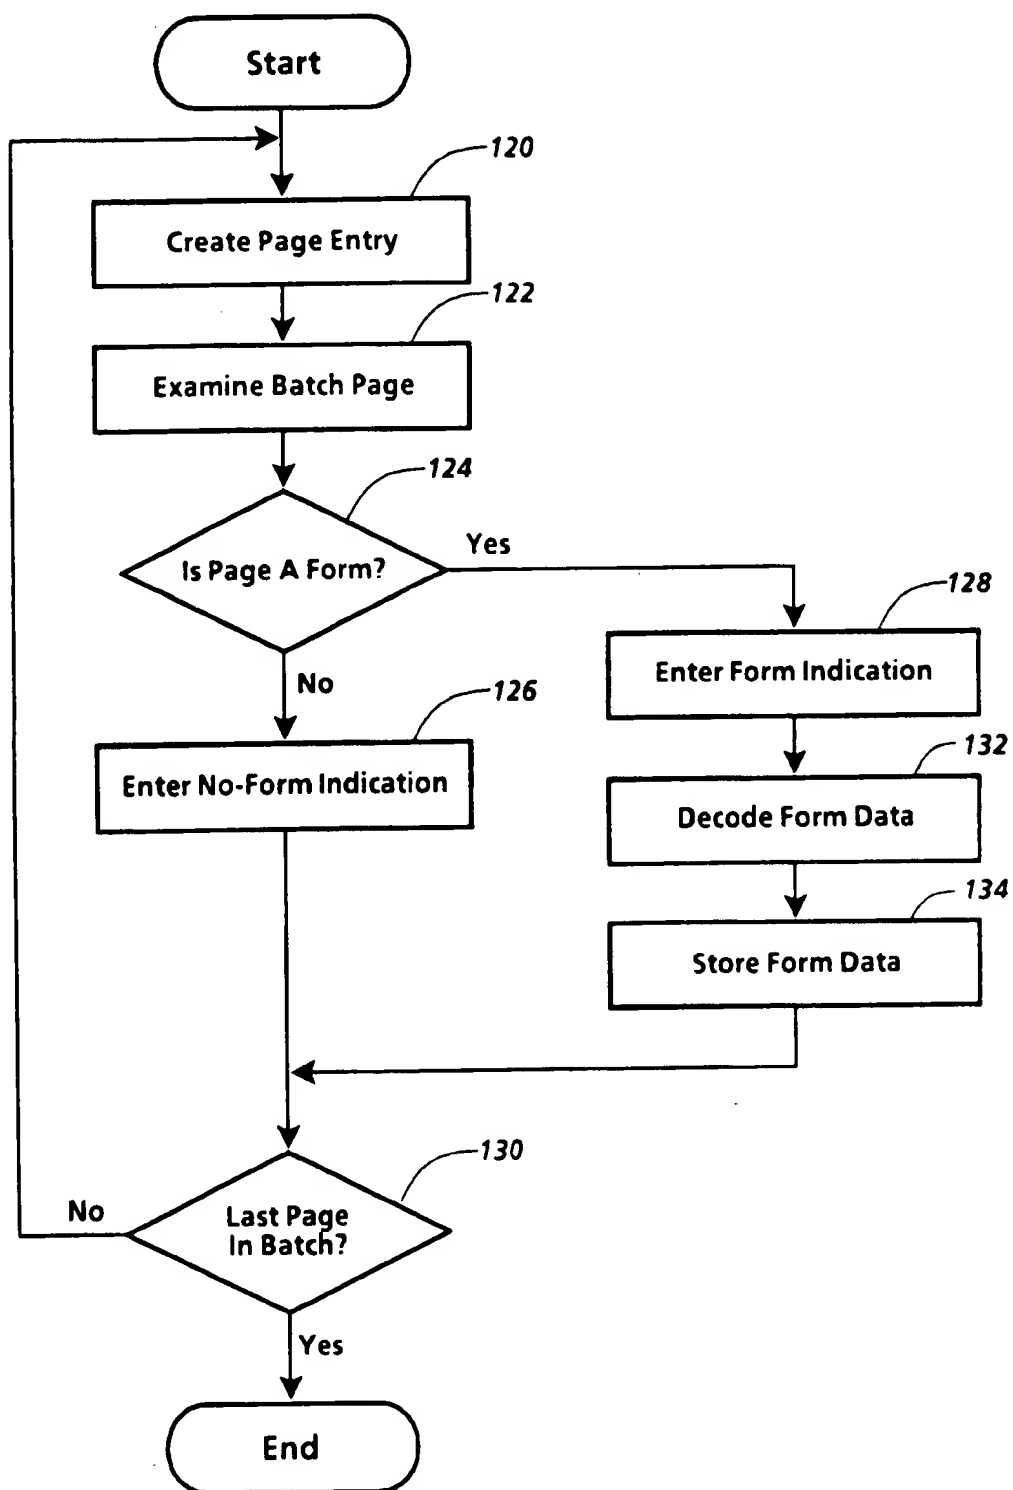 Start
120
Create Page Entry
122
Examine Batch Page
124
Is Page A Form?
Yes
128
Enter Form Indication
No
126
Enter No-Form Indication
132
Decode Form Data
134
Store Form Data
130
No
Last Page
In Batch?
Yes
End